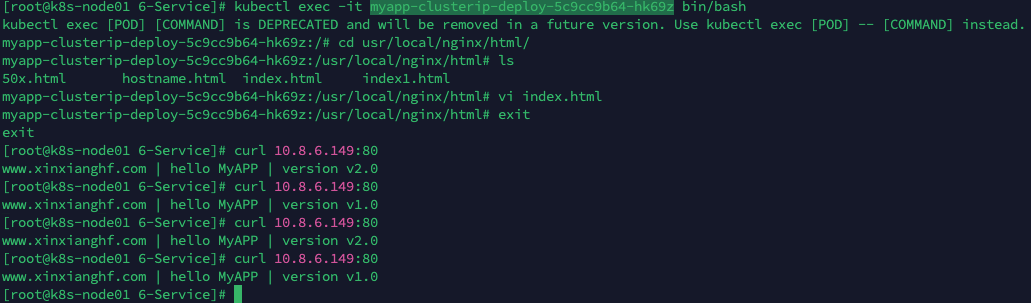 [root@k8s-node01 6-Service]# kubectl exec -it myapp-clusterip-deploy-5c9cc9b64-hk69z bin/bash
kubectl exec [POD] [COMMAND] is DEPRECATED and will be removed in a future version. Use kubectl exec [POD] -- [COMMAND] instead.
myapp-clusterip-deploy-5c9cc9b64-hk69z:/# cd usr/local/nginx/html/
myapp-clusterip-deploy-5c9cc9b64-hk69z:/usr/local/nginx/html# ls
50x.html       hostname.html  index.html     index1.html
myapp-clusterip-deploy-5c9cc9b64-hk69z:/usr/local/nginx/html# vi index.html
myapp-clusterip-deploy-5c9cc9b64-hk69z:/usr/local/nginx/html# exit
exit
[root@k8s-node01 6-Service]# curl 10.8.6.149:80
www.xinxianghf.com | hello MyAPP | version v2.0
[root@k8s-node01 6-Service]# curl 10.8.6.149:80
www.xinxianghf.com | hello MyAPP | version v1.0
[root@k8s-node01 6-Service]# curl 10.8.6.149:80
www.xinxianghf.com | hello MyAPP | version v2.0
[root@k8s-node01 6-Service]# curl 10.8.6.149:80
www.xinxianghf.com | hello MyAPP | version v1.0
[root@k8s-node01 6-Service]#